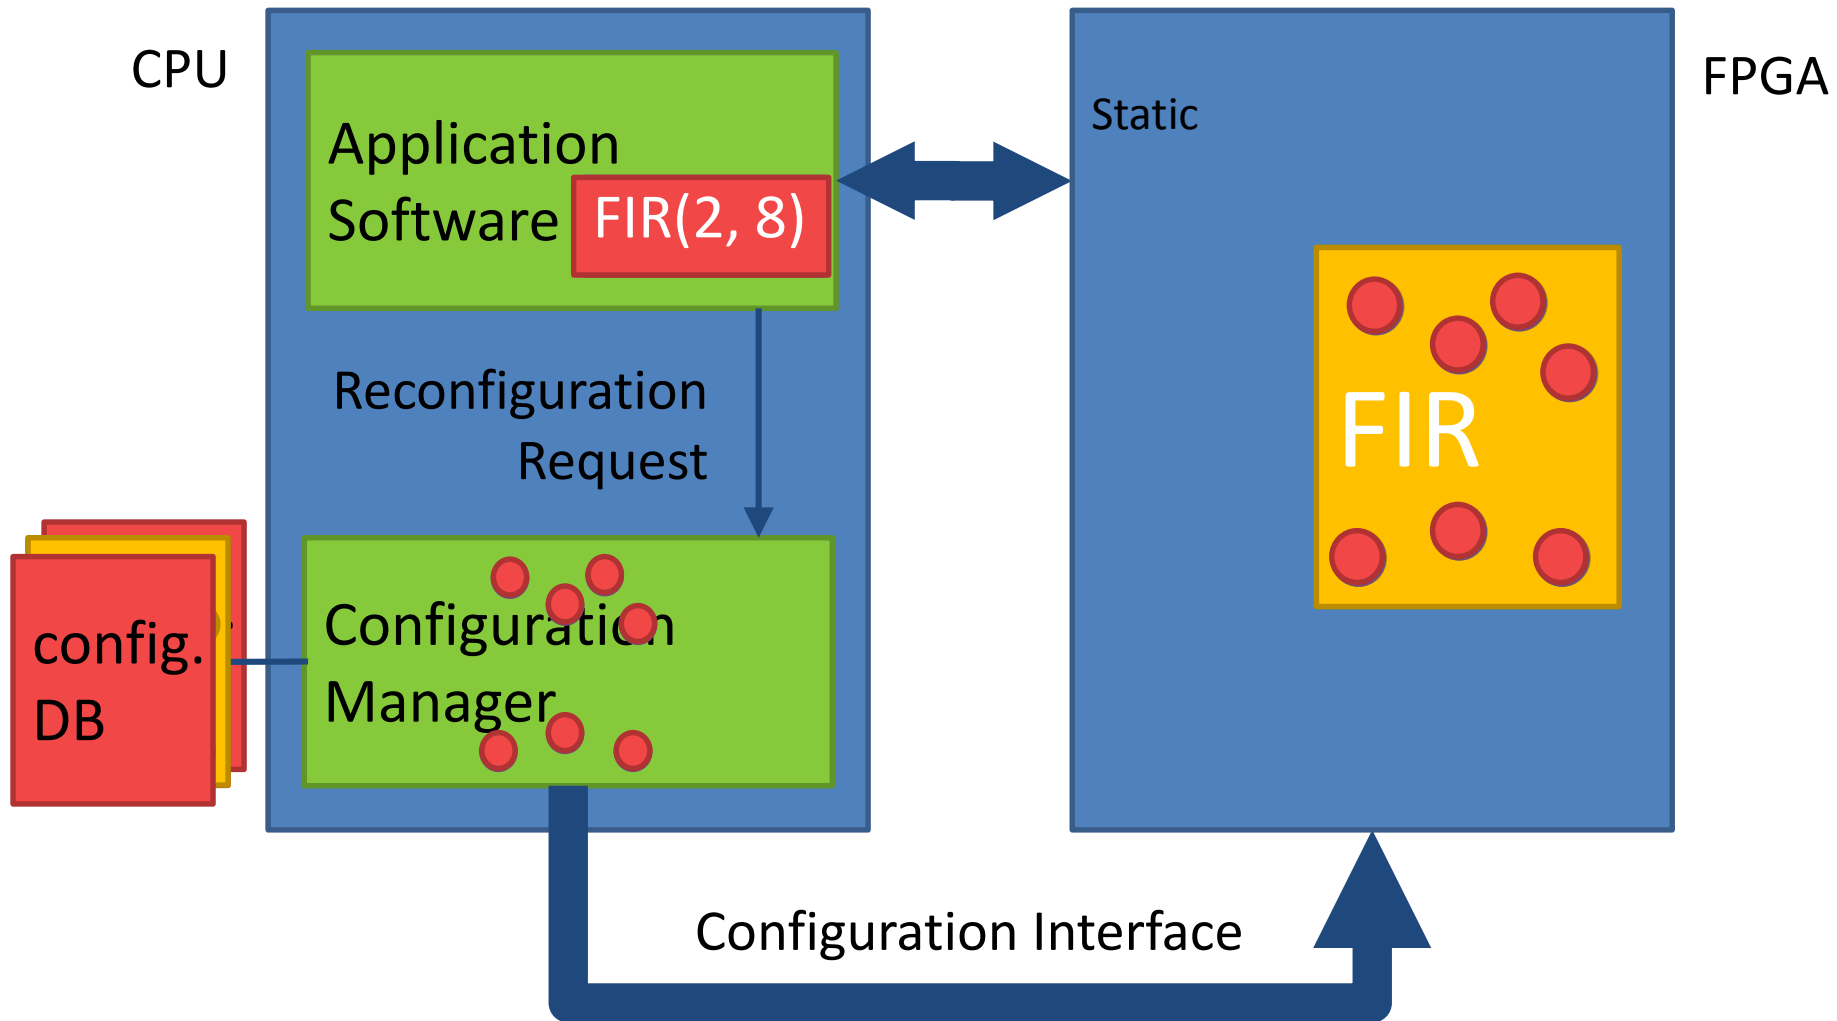 CPU
Application
Software
FIR(2, 8)
Reconfiguration
Request
Configuration
Manager
config.
DB
Configuration Interface
FPGA
Static
FIR